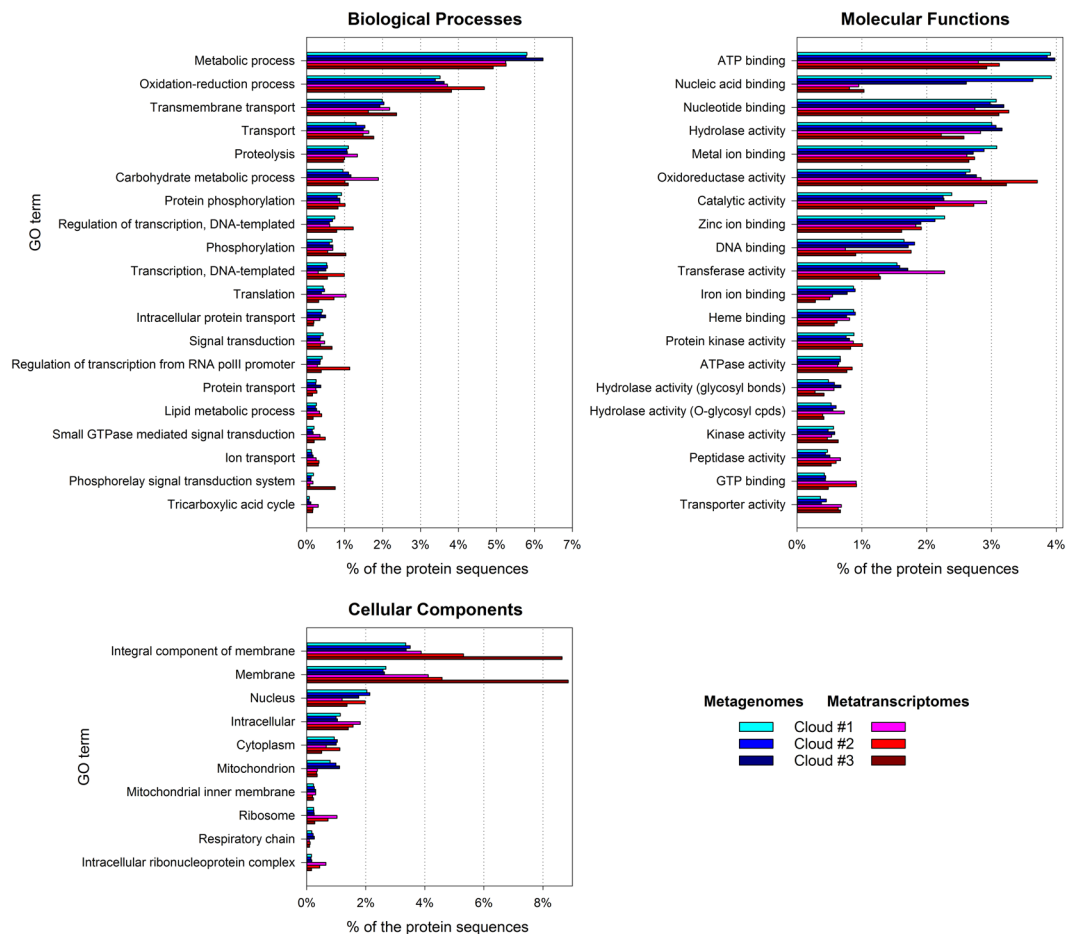 Biological Processes
GO term
Metabolic process
Oxidation-reduction process
Transmembrane transport
Transport
Proteolysis
Carbohydrate metabolic process
Protein phosphorylation
Regulation of transcription, DNA-templated
Phosphorylation
Transcription, DNA-templated
Translation
Intracellular protein transport
Signal transduction
Regulation of transcription from RNA polII promoter
Protein transport
Lipid metabolic process
Small GTPase mediated signal transduction
Ion transport
Phosphorelay signal transduction system
Tricarboxylic acid cycle
0% 1% 2% 3% 4% 5% 6% 7%
% of the protein sequences
Molecular Functions
ATP binding
Nucleic acid binding
Nucleotide binding
Hydrolase activity
Metal ion binding
Oxidoreductase activity
Catalytic activity
Zinc ion binding
DNA binding
Transferase activity
Iron ion binding
Heme binding
Protein kinase activity
ATPase activity
Hydrolase activity (glycosyl bonds)
Hydrolase activity (O-glycosyl cpds)
Kinase activity
Peptidase activity
GTP binding
Transporter activity
0% 1% 2% 3% 4%
% of the protein sequences
Cellular Components
GO term
Integral component of membrane
Membrane
Nucleus
Intracellular
Cytoplasm
Mitochondrion
Mitochondrial inner membrane
Ribosome
Respiratory chain
Intracellular ribonucleoprotein complex
0% 2% 4% 6% 8%
% of the protein sequences
Metagenomes Metatranscriptomes
Cloud #1
Cloud #2
Cloud #3